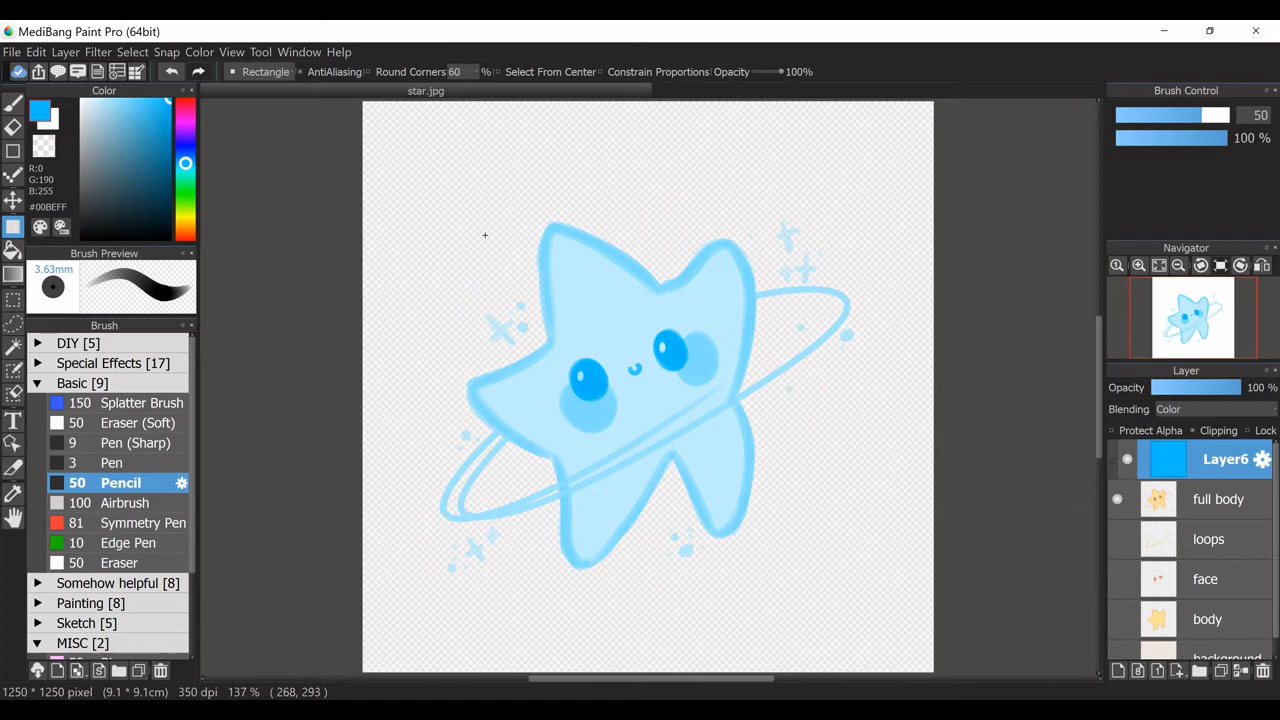 MediBang Paint Pro (64bit)
File Edit Layer Filter Select Snap Color View Tool Window Help
Rectangle AntiAliasing Round Corners 60 % Select From Center Constrain Proportions Opacity 100%
Color
star.jpg
Brush Control
50
100 %
R:0
G:190
B:255
#00BEFF
Brush Preview
3.63mm
Brush
DIY [5]
Special Effects [17]
Basic [9]
150 Splatter Brush
50 Eraser (Soft)
9 Pen (Sharp)
3 Pen
50 Pencil
100 Airbrush
81 Symmetry Pen
10 Edge Pen
50 Eraser
Somehow helpful [8]
Painting [8]
Sketch [5]
MISC [2]
Navigator
Layer
Opacity 100 %
Blending Color
Protect Alpha Clipping Lock
Layer6
full body
loops
face
body
background
1250 * 1250 pixel (9.1 * 9.1cm) 350 dpi 137 % ( 268, 293 )